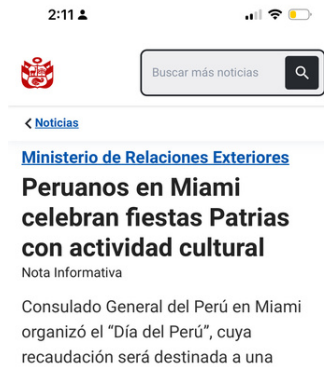 2:11
Buscar más noticias
Noticias
Ministerio de Relaciones Exteriores
Peruanos en Miami
celebran fiestas Patrias
con actividad cultural
Nota Informativa
Consulado General del Perú en Miami
organizó el “Día del Perú”, cuya
recaudación será destinada a una